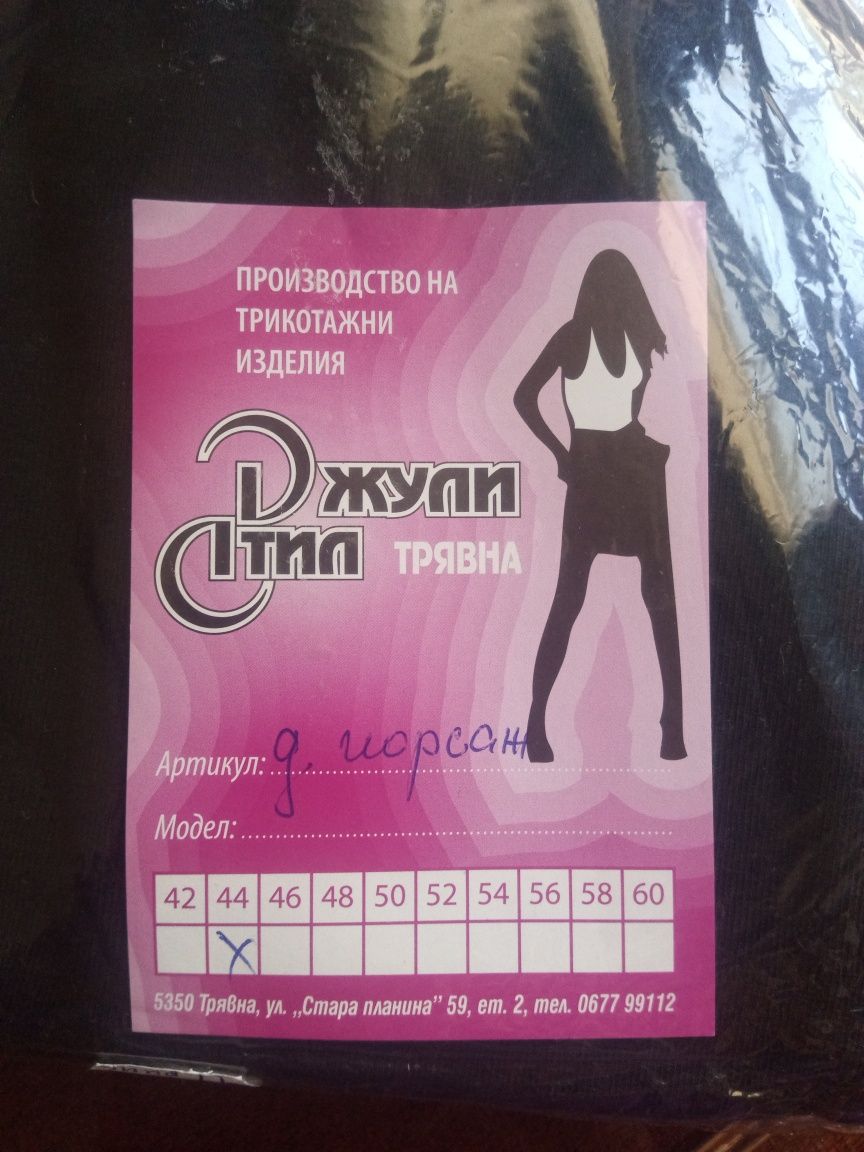 ПРОИЗВОДСТВО НА
ТРИКОТАЖНИ
ИЗДЕЛИЯ
Джули
Стил ТРЯВНА
Артикул: д. корсаж
Модел:
42 44 46 48 50 52 54 56 58 60
X
5350 Трявна, ул. „Стара планина” 59, ет. 2, тел. 0677 99112